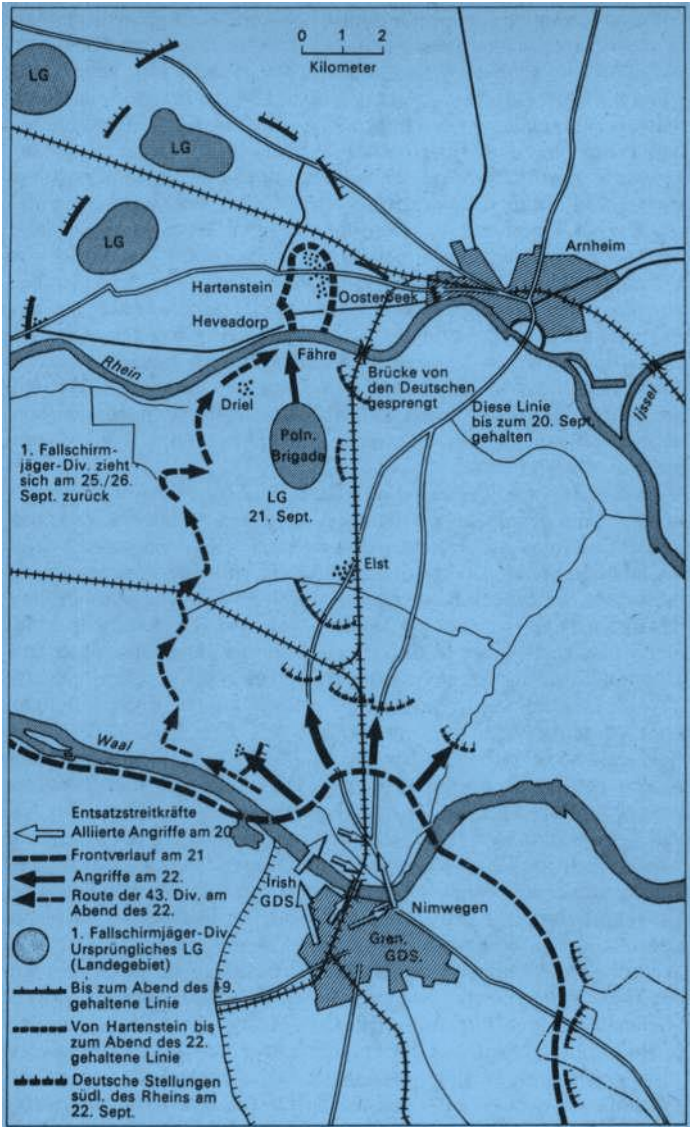 0 1 2
Kilometer
LG
LG
LG
Arnheim
Hartenstein
Oosterbeek
Heveadorp
Rhein
Fähre
Brücke von
den Deutschen
gesprengt
Driel
Ijssel
Diese Linie
bis zum 20. Sept.
gehalten
Poln.
Brigade
1. Fallschirm-
jäger-Div. zieht
sich am 25./26.
Sept. zurück
LG
21. Sept.
Elst
Waal
Entsatzstreitkräfte
Alliierte Angriffe am 20
Frontverlauf am 21
Angriffe am 22.
Route der 43. Div. am
Abend des 22.
1. Fallschirmjäger-Div.
Ursprüngliches LG
(Landegebiet)
Bis zum Abend des 19.
gehaltene Linie
Von Hartenstein bis
zum Abend des 22.
gehaltene Linie
Deutsche Stellungen
südl. des Rheins am
22. Sept.
Irish
GDS.
Nimwegen
Gren.
GDS.